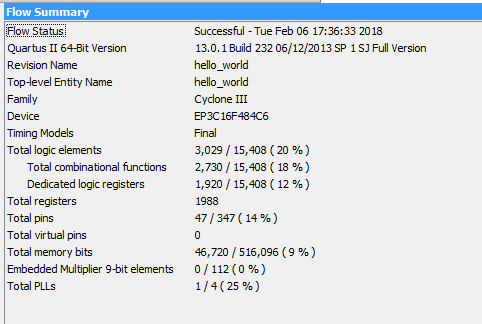 Flow Summary
Flow Status Successful - Tue Feb 06 17:36:33 2018
Quartus II 64-Bit Version 13.0.1 Build 232 06/12/2013 SP 1 SJ Full Version
Revision Name hello_world
Top-level Entity Name hello_world
Family Cyclone III
Device EP3C16F484C6
Timing Models Final
Total logic elements 3,029 / 15,408 ( 20 % )
Total combinational functions 2,730 / 15,408 ( 18 % )
Dedicated logic registers 1,920 / 15,408 ( 12 % )
Total registers 1988
Total pins 47 / 347 ( 14 % )
Total virtual pins 0
Total memory bits 46,720 / 516,096 ( 9 % )
Embedded Multiplier 9-bit elements 0 / 112 ( 0 % )
Total PLLs 1 / 4 ( 25 % )